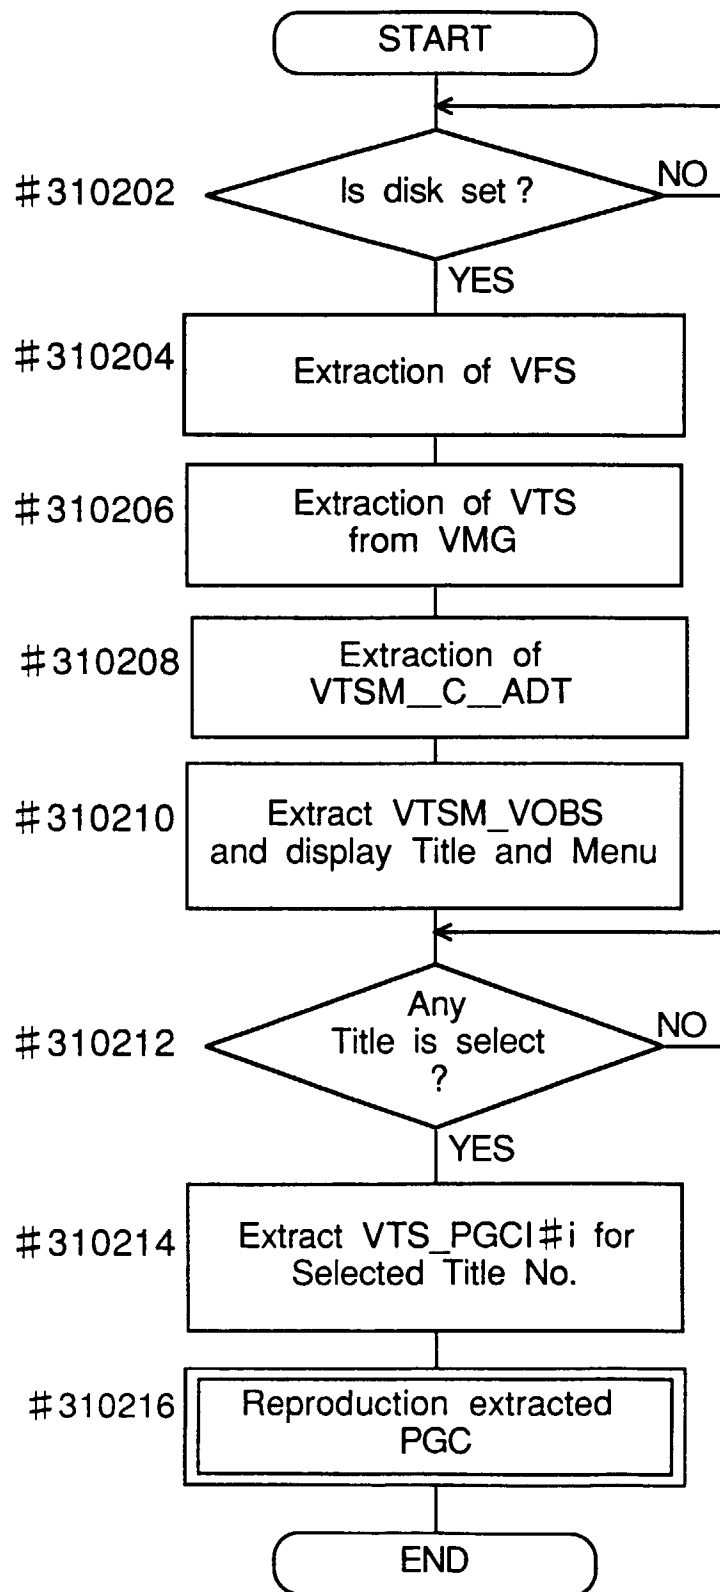 START
#310202
Is disk set ?
NO
YES
#310204
Extraction of VFS
#310206
Extraction of VTS
from VMG
#310208
Extraction of
VTSM__C__ADT
#310210
Extract VTSM_VOBS
and display Title and Menu
#310212
Any
Title is select
?
NO
YES
#310214
Extract VTS_PGCI#i for
Selected Title No.
#310216
Reproduction extracted
PGC
END